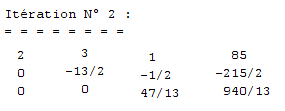 Itération N° 2 :
= = = = = = = =
2 3 1 85
0 -13/2 -1/2 -215/2
0 0 47/13 940/13